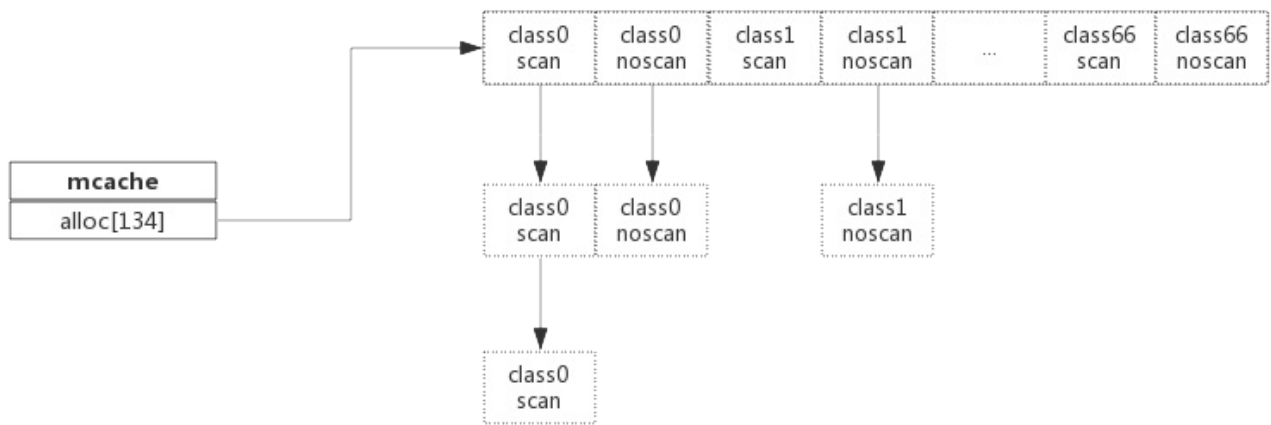 class0 class0 class1 class1 ... class66 class66
scan noscan scan noscan scan noscan
mcache
alloc[134]
class0 class0 class1
scan noscan noscan
class0
scan